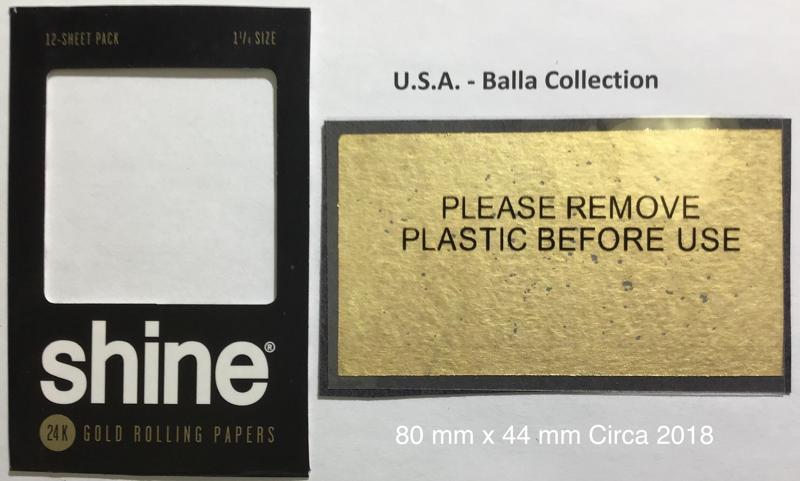 12-SHEET PACK 1¼ SIZE
shine®
24K GOLD ROLLING PAPERS
U.S.A. - Balla Collection
PLEASE REMOVE
PLASTIC BEFORE USE
80 mm x 44 mm Circa 2018